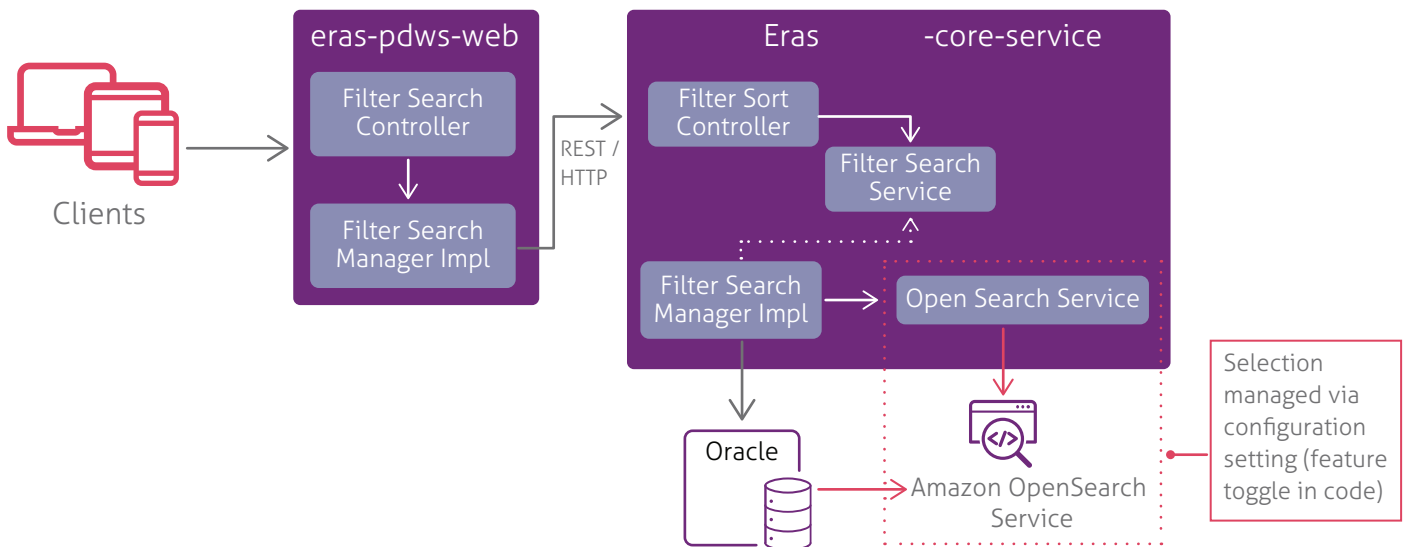 eras-pdws-web
Eras -core-service
Filter Search
Controller
Filter Sort
Controller
REST /
HTTP
Filter Search
Service
Clients
Filter Search
Manager Impl
Filter Search
Manager Impl
Open Search Service
Selection
managed via
configuration
setting (feature
toggle in code)
Oracle
</>
Amazon OpenSearch
Service